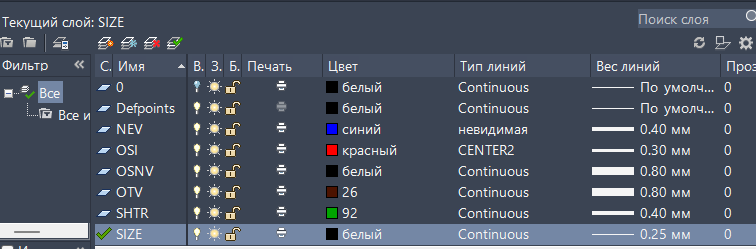 Текущий слой: SIZE
Поиск слоя
Фильтр
С. Имя В. З. Б. Печать Цвет Тип линий Вес линий Проз
Все
Все и
0 белый Continuous По умолч... 0
Defpoints белый Continuous По умолч... 0
NEV синий невидимая 0.40 мм 0
OSI красный CENTER2 0.30 мм 0
OSNV белый Continuous 0.80 мм 0
OTV 26 Continuous 0.80 мм 0
SHTR 92 Continuous 0.40 мм 0
SIZE белый Continuous 0.25 мм 0